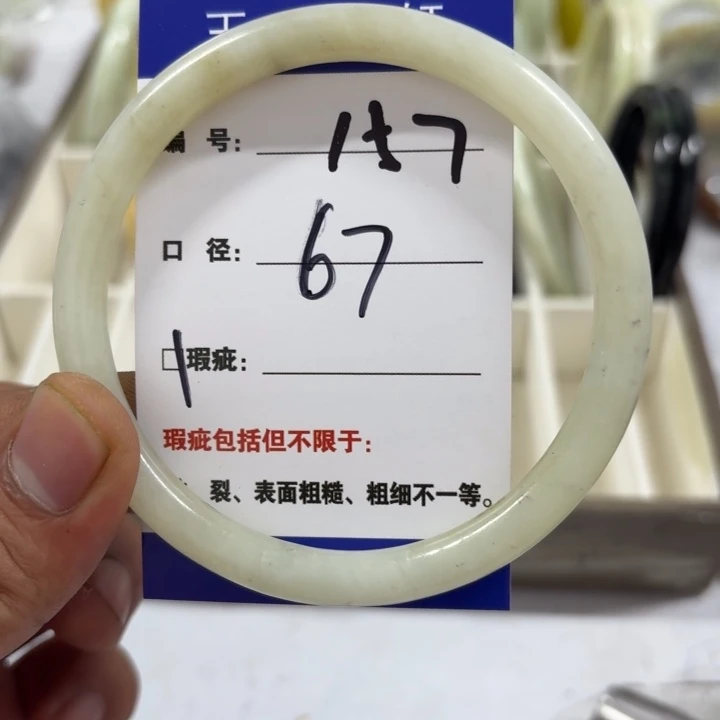 编 号: 157
口 径: 67
□瑕疵:
瑕疵包括但不限于:
裂、表面粗糙、粗细不一等。